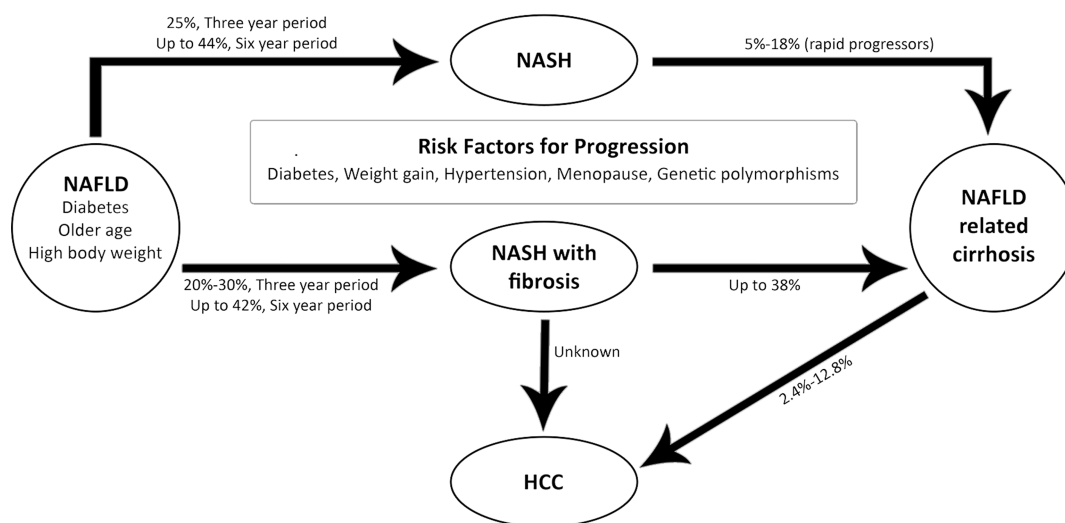 25%, Three year period
Up to 44%, Six year period
NASH
5%-18% (rapid progressors)
Risk Factors for Progression
Diabetes, Weight gain, Hypertension, Menopause, Genetic polymorphisms
NAFLD
Diabetes
Older age
High body weight
NAFLD
related
cirrhosis
20%-30%, Three year period
Up to 42%, Six year period
NASH with
fibrosis
Up to 38%
Unknown
2.4%-12.8%
HCC